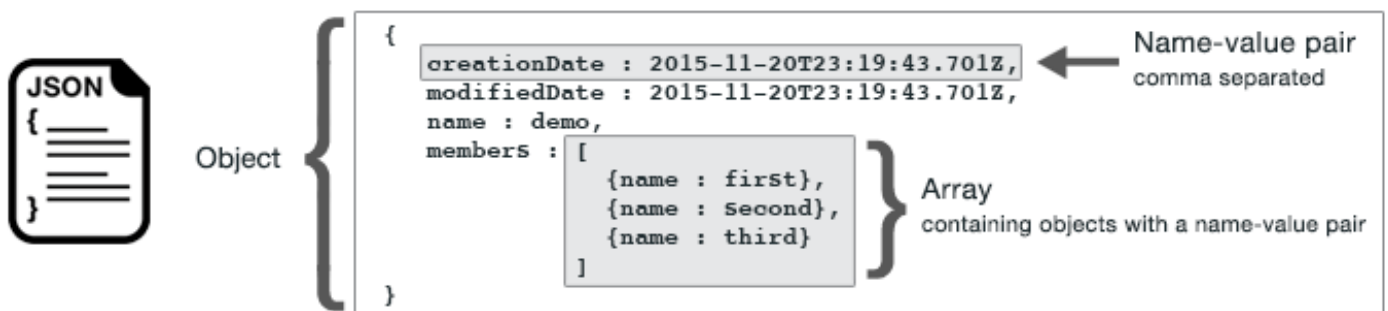 JSON
{
}
Object
{
creationDate : 2015-11-20T23:19:43.701Z,
modifiedDate : 2015-11-20T23:19:43.701Z,
name : demo,
members : [
{name : first},
{name : second},
{name : third}
]
}
Name-value pair
comma separated
Array
containing objects with a name-value pair